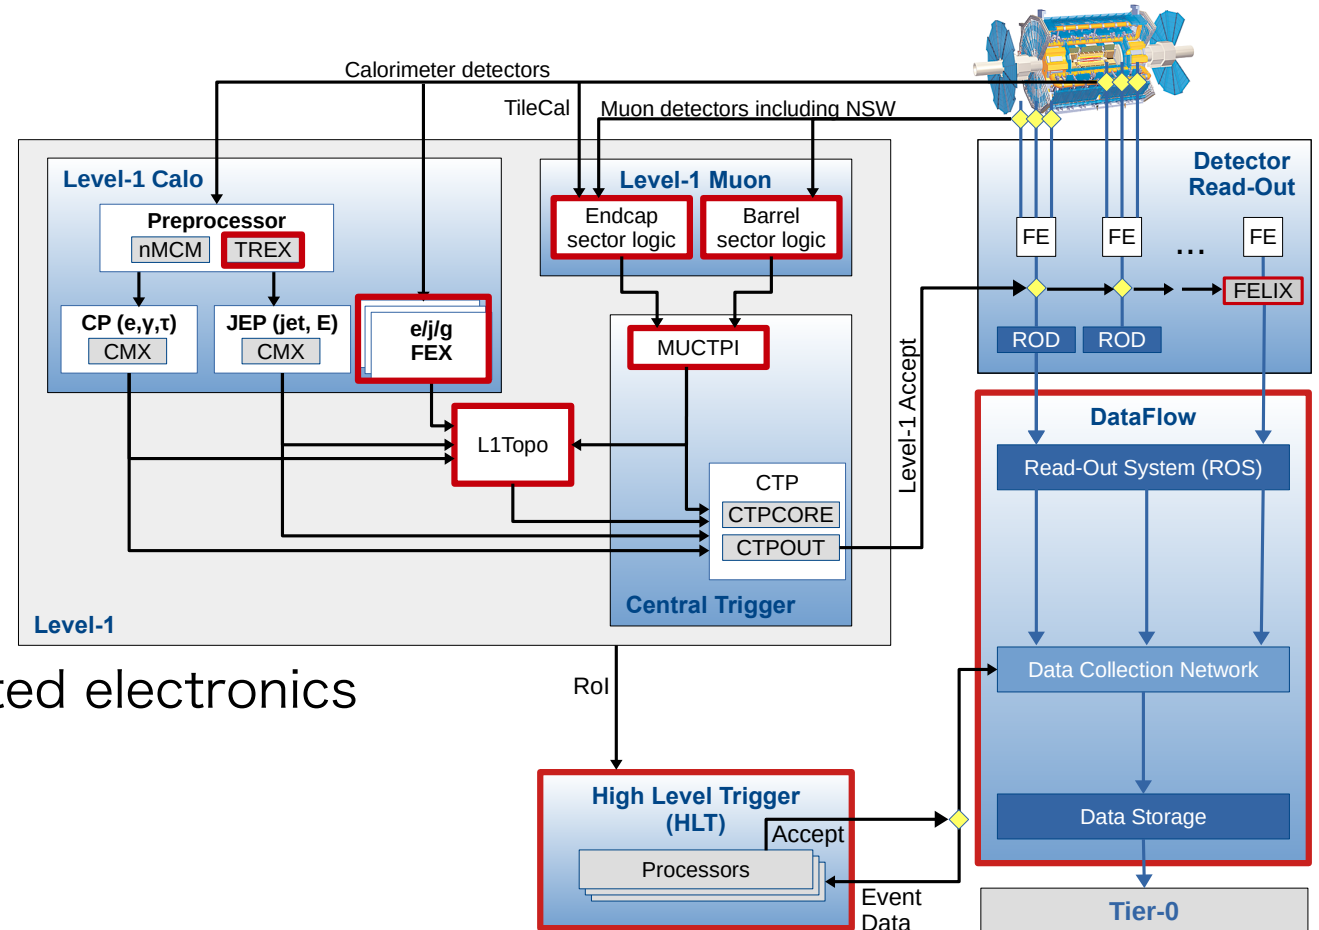 Calorimeter detectors
TileCal
Muon detectors including NSW
Detector
Read-Out
Level-1 Calo
Level-1 Muon
Preprocessor
nMCM
TREX
Endcap
sector logic
Barrel
sector logic
FE
FE
...
FE
FELIX
CP (e,γ,τ)
CMX
JEP (jet, E)
CMX
e/j/g
FEX
MUCTPI
ROD
ROD
Level-1 Accept
DataFlow
L1Topo
Read-Out System (ROS)
CTP
CTPCORE
CTPOUT
Central Trigger
Level-1
RoI
Data Collection Network
ted electronics
High Level Trigger
(HLT)
Accept
Processors
Event
Data
Data Storage
Tier-0